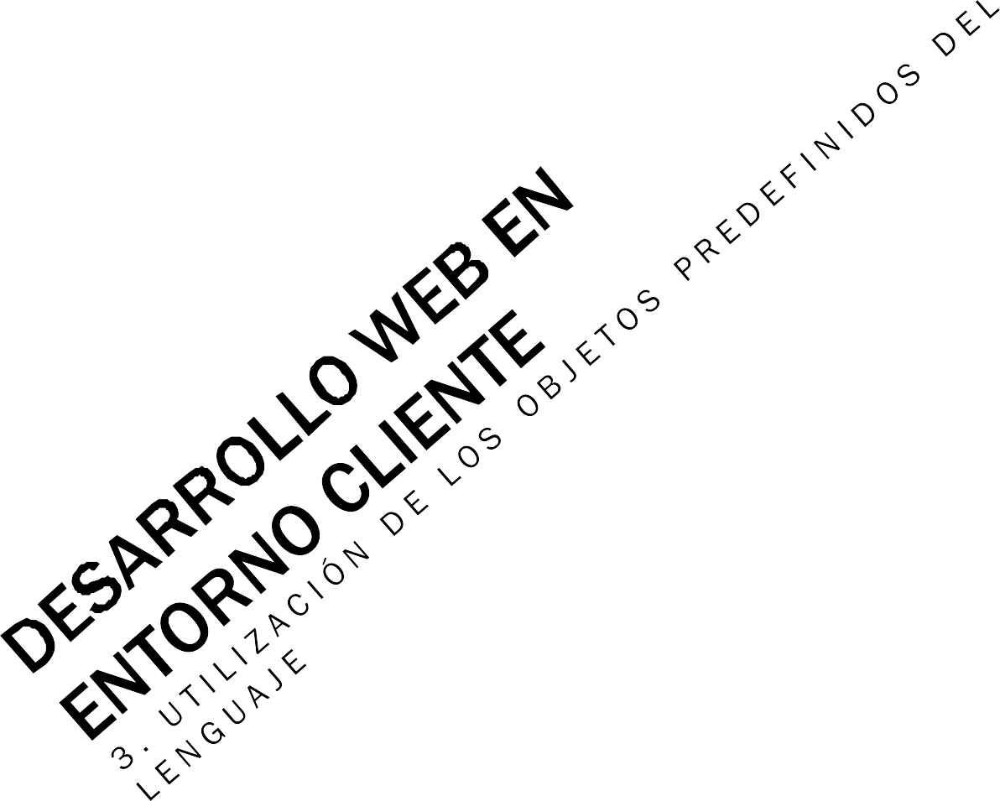 DESARROLLO WEB EN
ENTORNO CLIENTE
3. UTILIZACIÓN DE LOS OBJETOS PREDEFINIDOS DEL
LENGUAJE